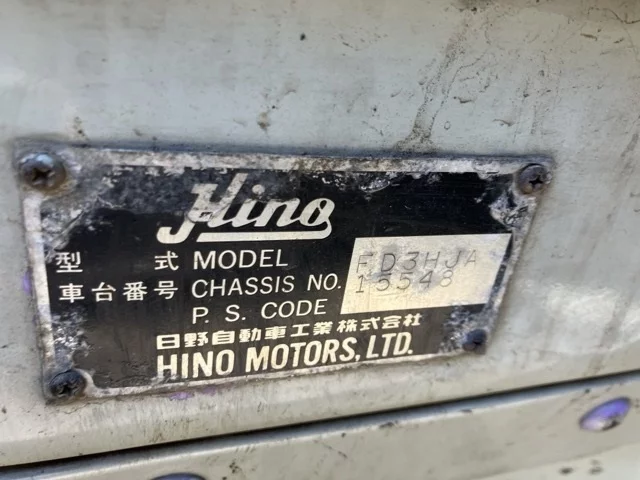 Hino
型 式 MODEL FD3HJA
車台番号 CHASSIS NO. 15548
P. S. CODE
日野自動車工業株式会社
HINO MOTORS, LTD.